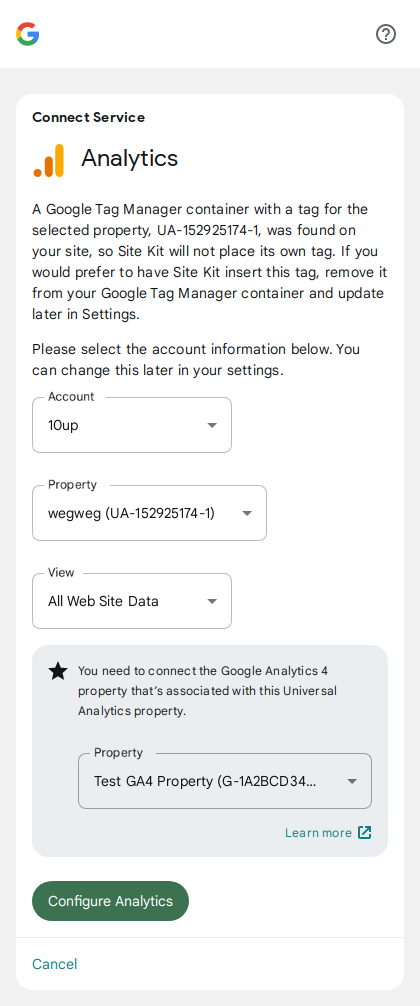 Connect Service
Analytics
A Google Tag Manager container with a tag for the
selected property, UA-152925174-1, was found on
your site, so Site Kit will not place its own tag. If you
would prefer to have Site Kit insert this tag, remove it
from your Google Tag Manager container and update
later in Settings.
Please select the account information below. You
can change this later in your settings.
Account
10up
Property
wegweg (UA-152925174-1)
View
All Web Site Data
You need to connect the Google Analytics 4
property that's associated with this Universal
Analytics property.
Property
Test GA4 Property (G-1A2BCD34...
Learn more
Configure Analytics
Cancel